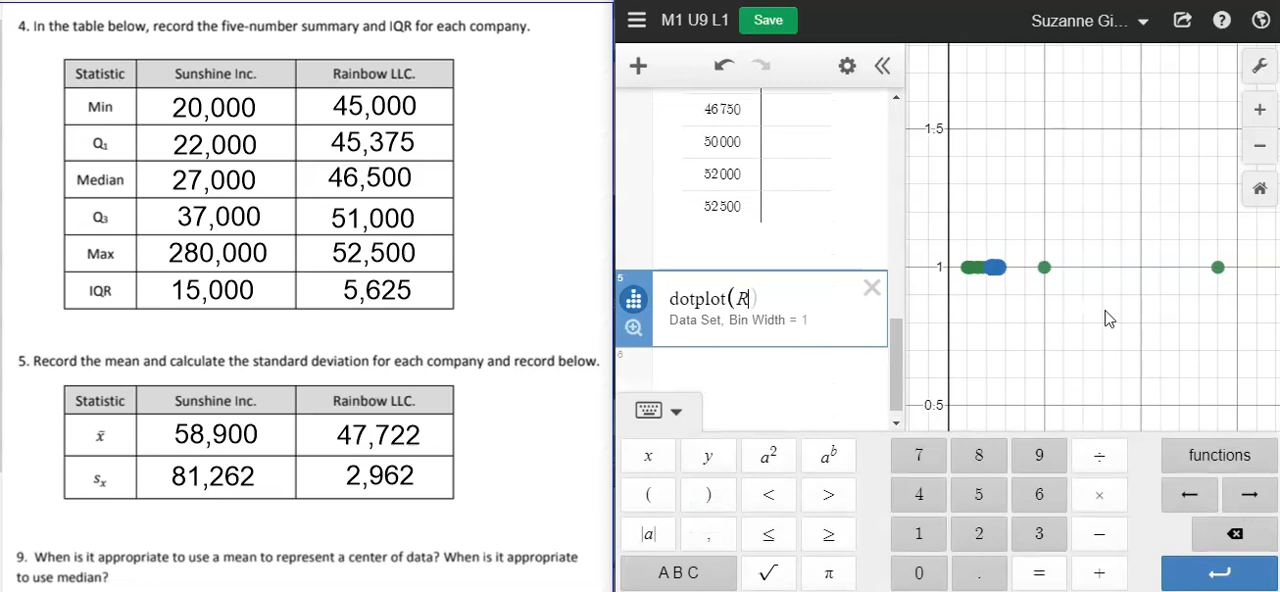 4. In the table below, record the five-number summary and IQR for each company.
Statistic Sunshine Inc. Rainbow LLC.
Min 20,000 45,000
Q₁ 22,000 45,375
Median 27,000 46,500
Q₃ 37,000 51,000
Max 280,000 52,500
IQR 15,000 5,625
5. Record the mean and calculate the standard deviation for each company and record below.
Statistic Sunshine Inc. Rainbow LLC.
x̄ 58,900 47,722
sₓ 81,262 2,962
9. When is it appropriate to use a mean to represent a center of data? When is it appropriate
to use median?
M1 U9 L1 Save Suzanne Gi...
46750
50000
52000
52500
5
dotplot(R)
Data Set, Bin Width = 1
6
1.5
1
0.5
x y a² aᵇ 7 8 9 ÷ functions
( ) < > 4 5 6 × ← →
|a| , ≤ ≥ 1 2 3 −
A B C √ π 0 . = +